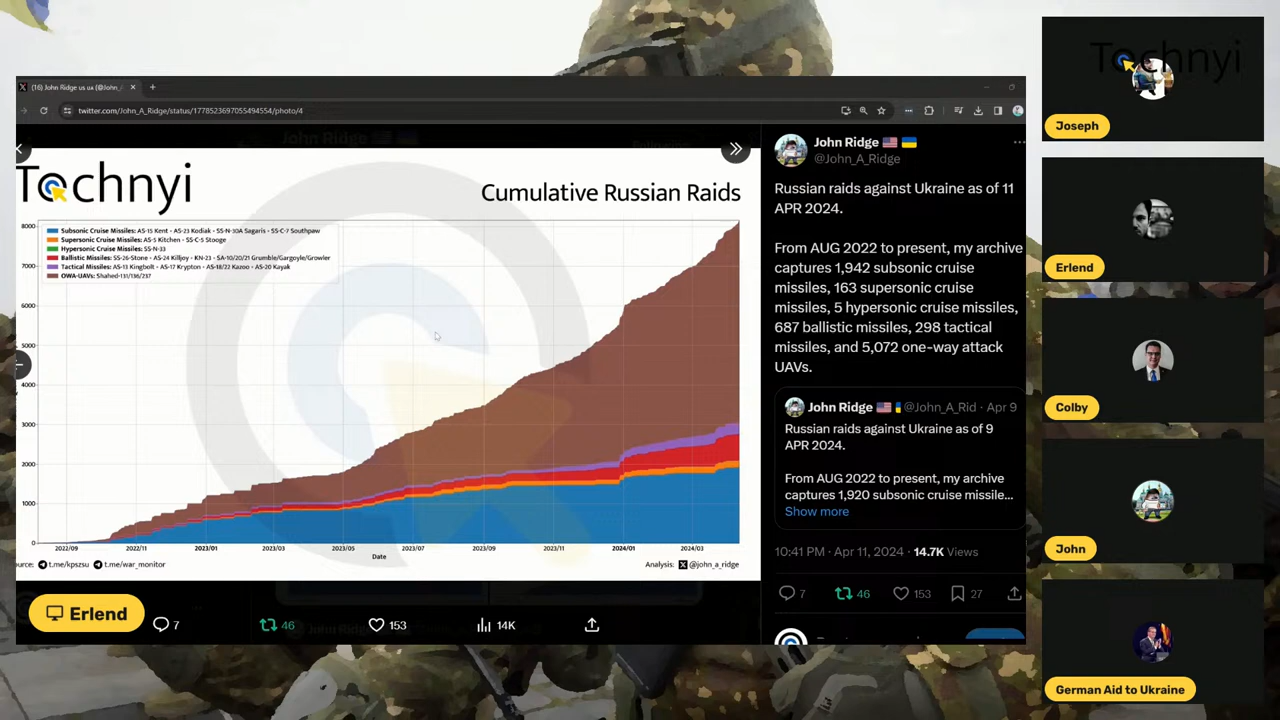 (16) John Ridge us ua (@John_
twitter.com/John_A_Ridge/status/1778523697055494554/photo/4
Technyi
Cumulative Russian Raids
Subsonic Cruise Missiles: AS-15 Kent - AS-23 Kodiak - SS-N-30A Sagaris - SS-C-7 Southpaw
Supersonic Cruise Missiles: AS-5 Kitchen - SS-C-5 Stooge
Hypersonic Cruise Missiles: SS-N-33
Ballistic Missiles: SS-26-Stone - AS-24 Killjoy - KN-23 - SA-10/20/21 Grumble/Gargoyle/Growler
Tactical Missiles: AS-13 Kingbolt - AS-17 Krypton - AS-18/22 Kazoo - AS-20 Kayak
OWA-UAVs: Shahed-131/136/237
8000
7000
6000
5000
4000
3000
2000
1000
0
2022/09 2022/11 2023/01 2023/03 2023/05 2023/07 2023/09 2023/11 2024/01 2024/03
Date
ource: t.me/kpszsu t.me/war_monitor
Analysis: @john_a_ridge
Erlend
7 46 153 14K
John Ridge
@John_A_Ridge
Russian raids against Ukraine as of 11
APR 2024.
From AUG 2022 to present, my archive
captures 1,942 subsonic cruise
missiles, 163 supersonic cruise
missiles, 5 hypersonic cruise missiles,
687 ballistic missiles, 298 tactical
missiles, and 5,072 one-way attack
UAVs.
John Ridge @John_A_Rid · Apr 9
Russian raids against Ukraine as of 9
APR 2024.
From AUG 2022 to present, my archive
captures 1,920 subsonic cruise missile...
Show more
10:41 PM · Apr 11, 2024 · 14.7K Views
7 46 153 27
Technyi
Joseph
Erlend
Colby
John
German Aid to Ukraine